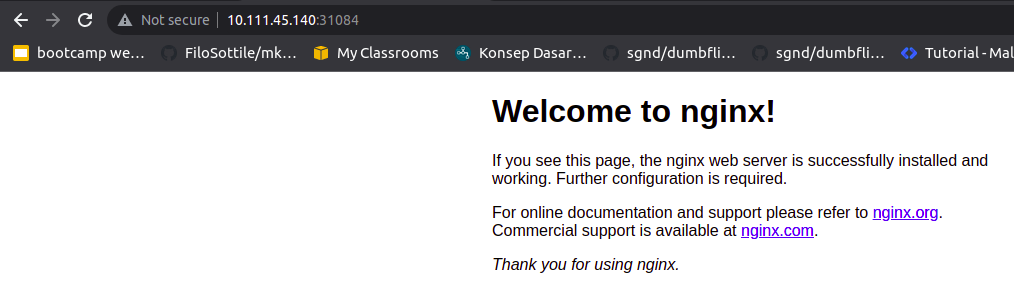 Not secure 10.111.45.140:31084
bootcamp we... FiloSottile/mk... My Classrooms Konsep Dasar... sgnd/dumbfli... sgnd/dumbfli... Tutorial - Mal
Welcome to nginx!
If you see this page, the nginx web server is successfully installed and
working. Further configuration is required.
For online documentation and support please refer to nginx.org.
Commercial support is available at nginx.com.
Thank you for using nginx.